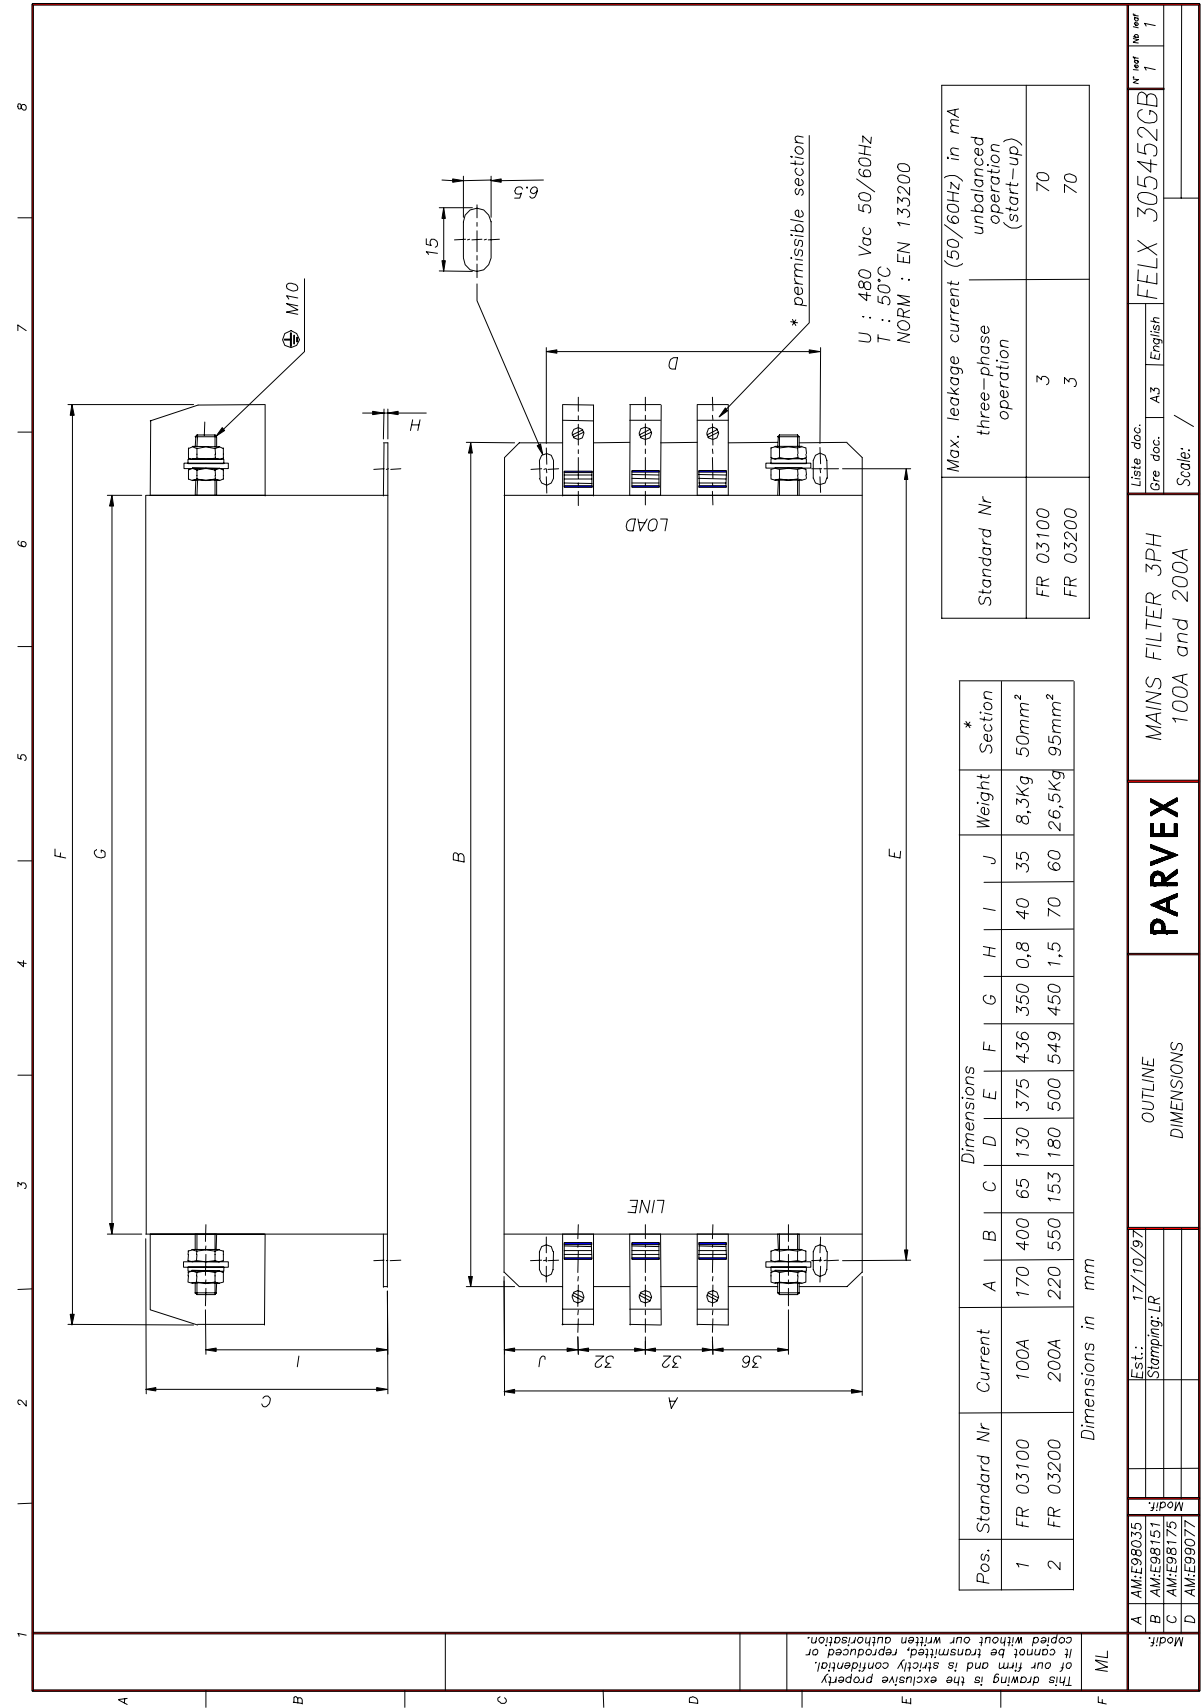 1
2
3
4
5
6
7
8
A
B
C
D
E
F
F
G
M10
H
I
C
15
6.5
B
E
D
LINE
LOAD
J
32
32
36
A
* permissible section
U : 480 Vac 50/60Hz
T : 50°C
NORM : EN 133200
Pos. Standard Nr Current Dimensions Weight * Section
A B C D E F G H I J
1 FR 03100 100A 170 400 65 130 375 436 350 0,8 40 35 8,3Kg 50mm²
2 FR 03200 200A 220 550 153 180 500 549 450 1,5 70 60 26,5Kg 95mm²
Dimensions in mm
Standard Nr Max. leakage current (50/60Hz) in mA
three-phase operation
unbalanced operation (start-up)
FR 03100 3 70
FR 03200 3 70
This drawing is the exclusive property
of our firm and is strictly confidential.
It cannot be transmitted, reproduced or
copied without our written authorisation.
ML
Modif.
A AM:E98035
B AM:E98151
C AM:E98175
D AM:E99077
Modif.
Est.: 17/10/97
Stamping: LR
OUTLINE
DIMENSIONS
PARVEX
MAINS FILTER 3PH
100A and 200A
Liste doc.
Gre doc. A3 English
Scale: /
FELX 305452GB
N° leaf 1
Nb leaf 1